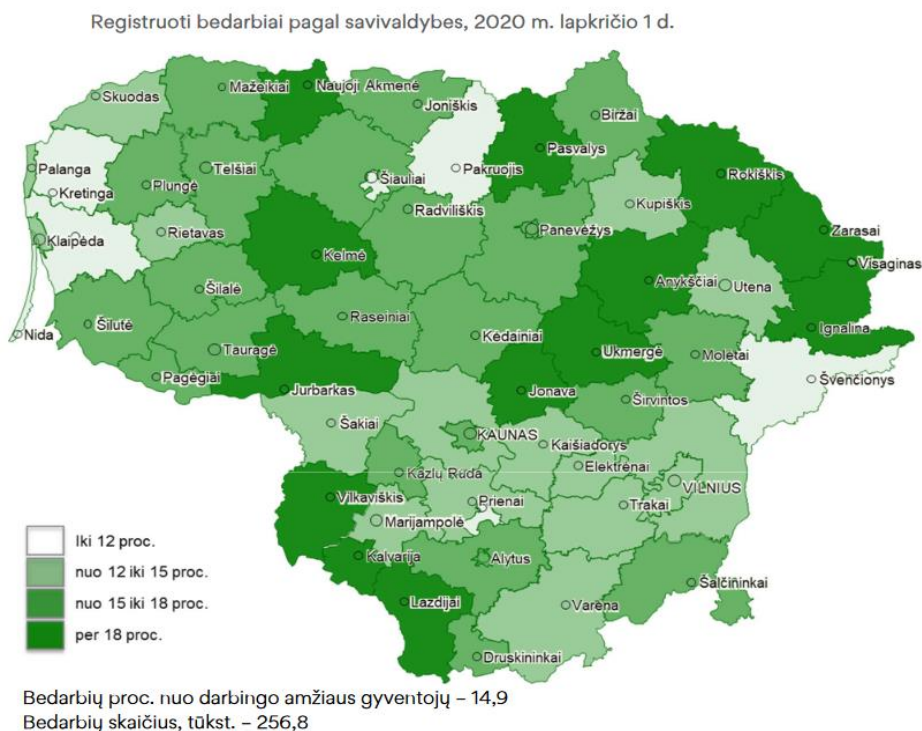 Registruoti bedarbiai pagal savivaldybes, 2020 m. lapkričio 1 d.
Skuodas
Mažeikiai
Naujoji Akmenė
Joniškis
Biržai
Palanga
Kretinga
Plungė
Telšiai
Šiauliai
Pakruojis
Pasvalys
Rokiškis
Klaipėda
Rietavas
Kelmė
Radviliškis
Panevėžys
Kupiškis
Zarasai
Visaginas
Šilalė
Anykščiai
Utena
Nida
Šilutė
Raseiniai
Kėdainiai
Ignalina
Tauragė
Ukmergė
Molėtai
Pagėgiai
Jurbarkas
Jonava
Švenčionys
Širvintos
Šakiai
KAUNAS
Kaišiadorys
Kazlų Rūda
Elektrėnai
VILNIUS
Vilkaviškis
Prienai
Trakai
Marijampolė
Kalvarija
Alytus
Šalčininkai
Lazdijai
Varėna
Druskininkai
Iki 12 proc.
nuo 12 iki 15 proc.
nuo 15 iki 18 proc.
per 18 proc.
Bedarbių proc. nuo darbingo amžiaus gyventojų – 14,9
Bedarbių skaičius, tūkst. – 256,8